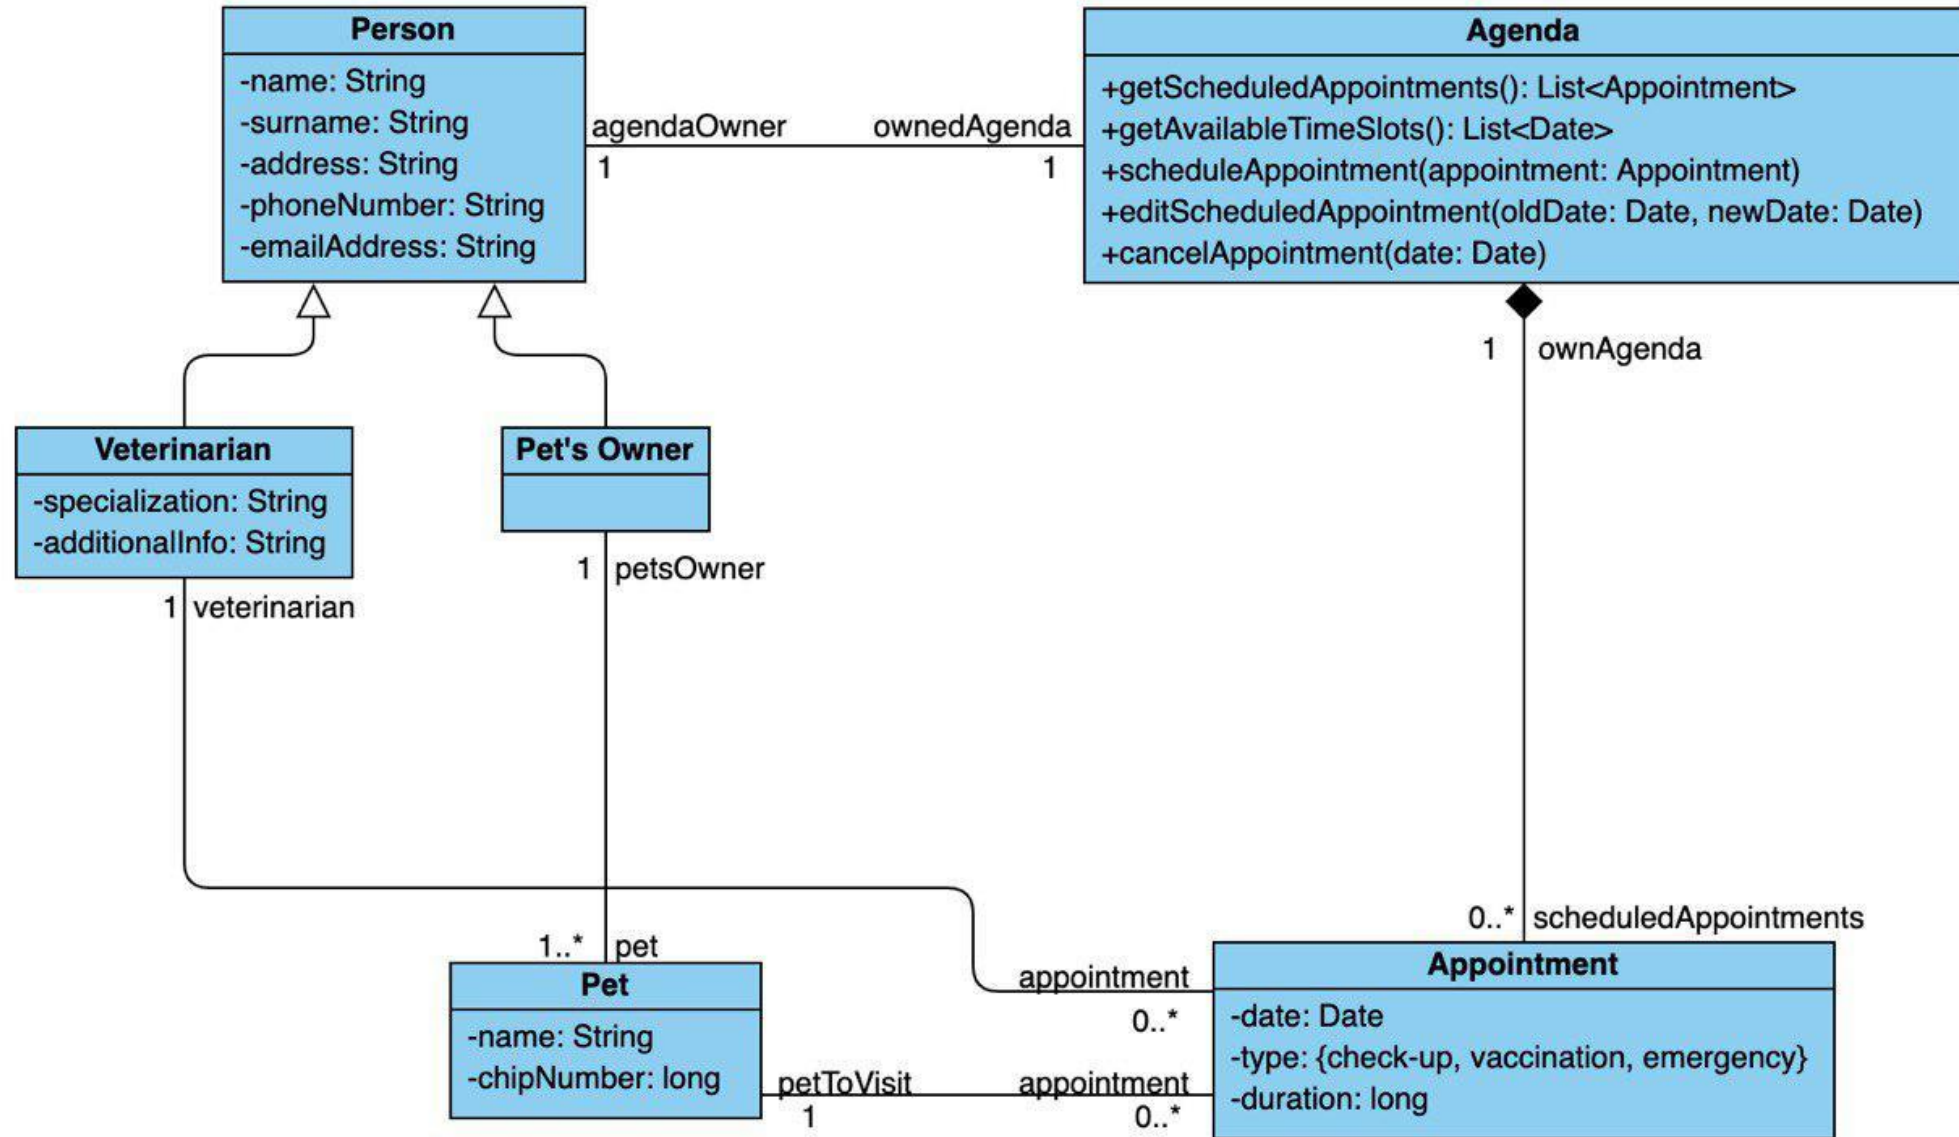 Person
-name: String
-surname: String
-address: String
-phoneNumber: String
-emailAddress: String
agendaOwner
1
ownedAgenda
1
Agenda
+getScheduledAppointments(): List<Appointment>
+getAvailableTimeSlots(): List<Date>
+scheduleAppointment(appointment: Appointment)
+editScheduledAppointment(oldDate: Date, newDate: Date)
+cancelAppointment(date: Date)
1 ownAgenda
Veterinarian
-specialization: String
-additionalInfo: String
1 veterinarian
Pet's Owner
1 petsOwner
1..* pet
Pet
-name: String
-chipNumber: long
petToVisit
1
appointment
0..*
appointment
0..*
0..* scheduledAppointments
Appointment
-date: Date
-type: {check-up, vaccination, emergency}
-duration: long